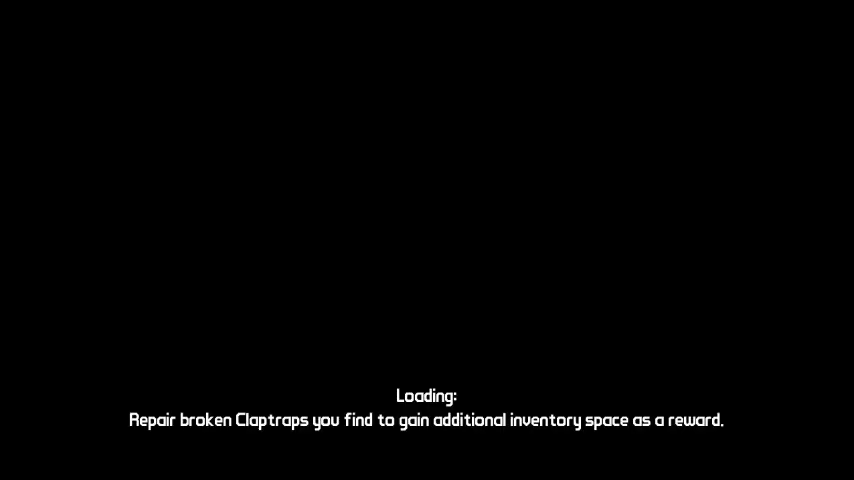 Loading:
Repair broken Claptraps you find to gain additional inventory space as a reward.